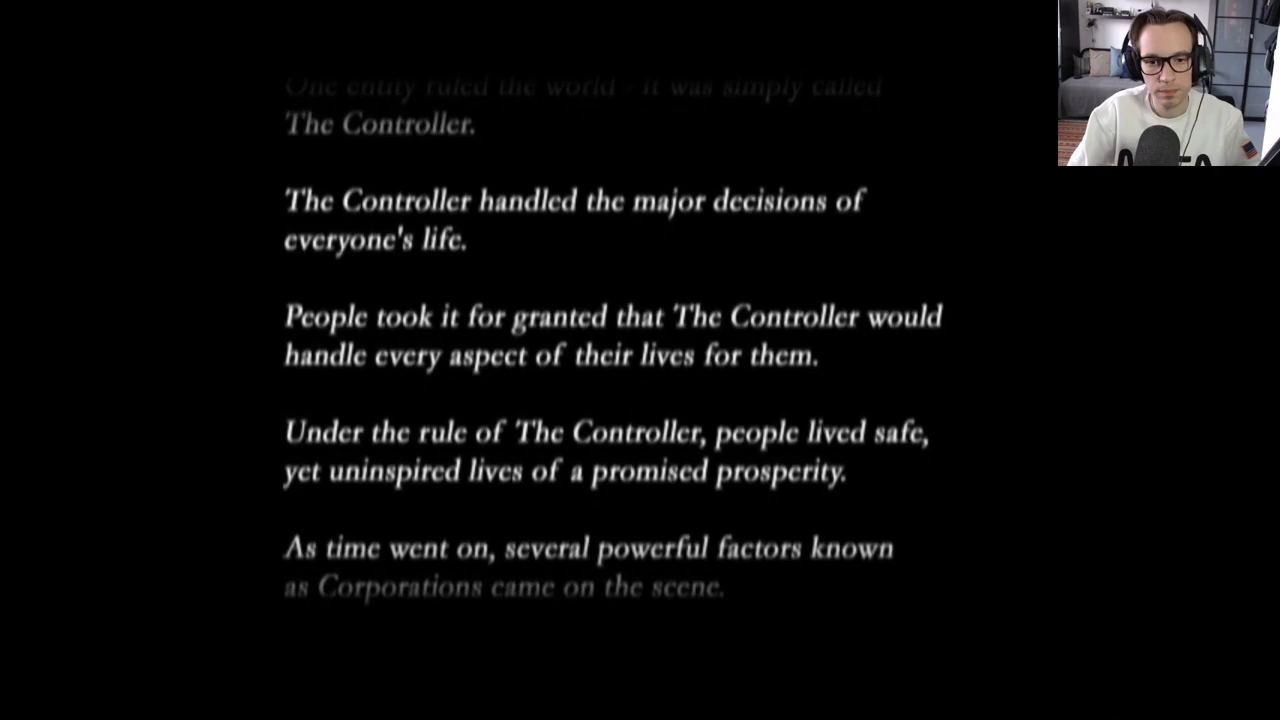 One entity ruled the world - it was simply called
The Controller.
The Controller handled the major decisions of
everyone's life.
People took it for granted that The Controller would
handle every aspect of their lives for them.
Under the rule of The Controller, people lived safe,
yet uninspired lives of a promised prosperity.
As time went on, several powerful factors known
as Corporations came on the scene.